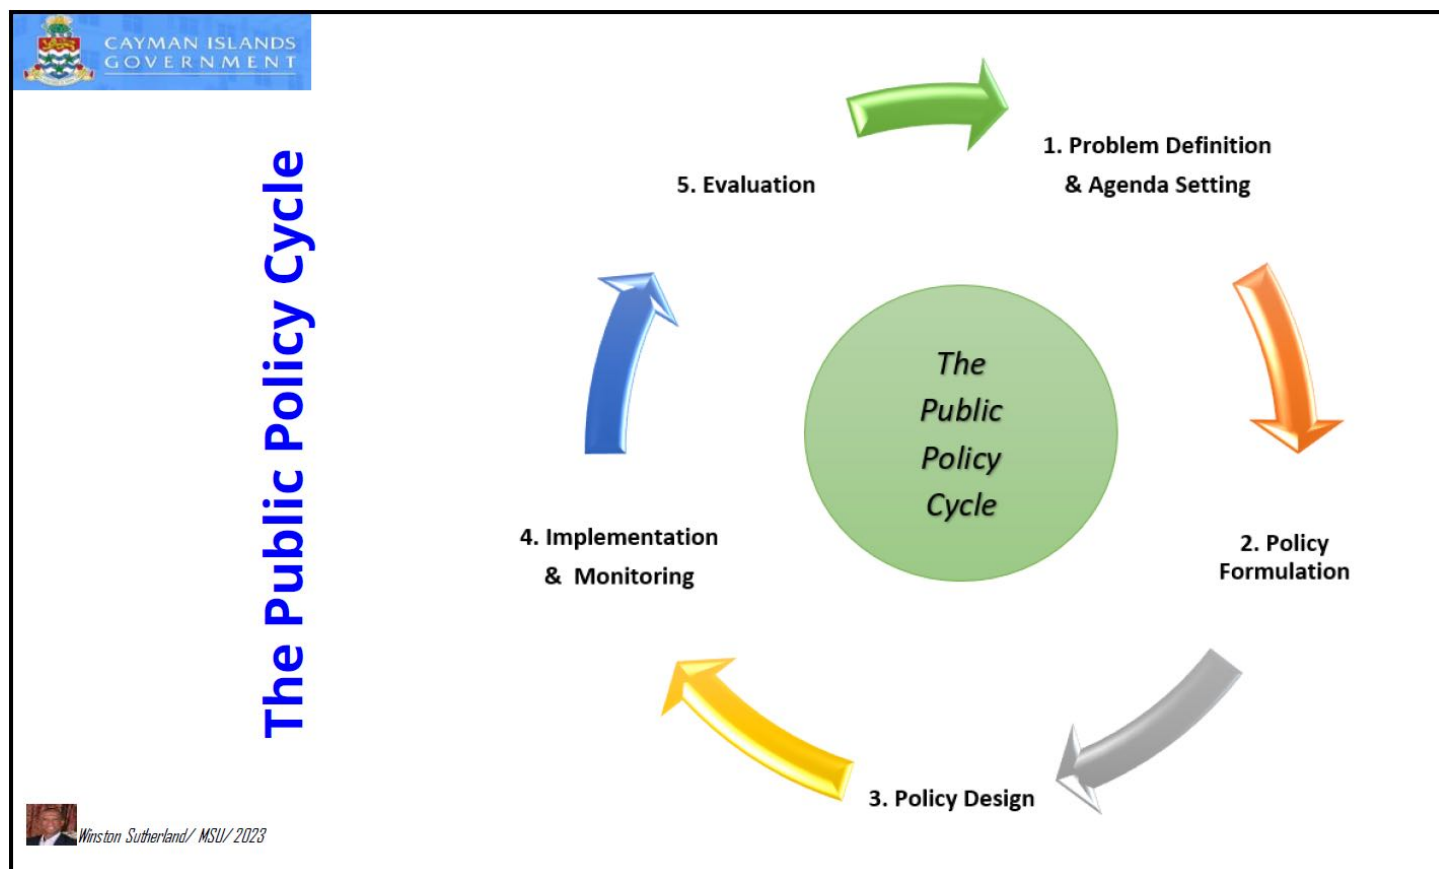 CAYMAN ISLANDS
GOVERNMENT
The Public Policy Cycle
1. Problem Definition
& Agenda Setting
2. Policy
Formulation
3. Policy Design
4. Implementation
& Monitoring
5. Evaluation
The
Public
Policy
Cycle
Winston Sutherland/ MSU/ 2023